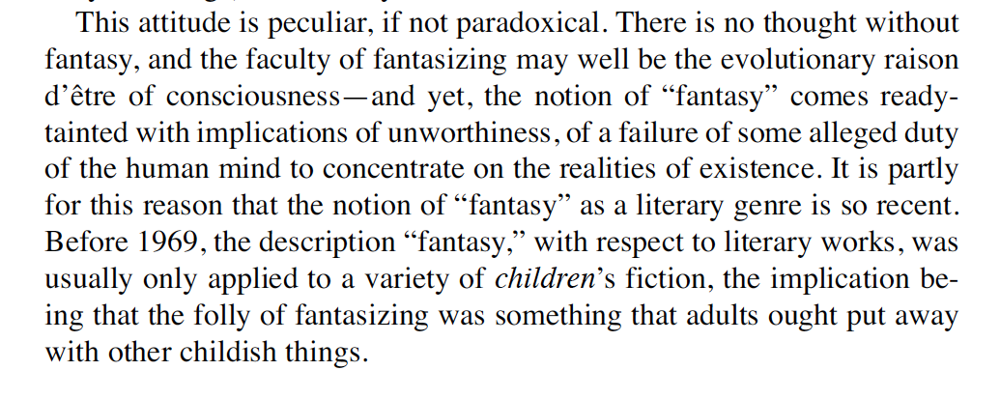 This attitude is peculiar, if not paradoxical. There is no thought without
fantasy, and the faculty of fantasizing may well be the evolutionary raison
d’être of consciousness—and yet, the notion of “fantasy” comes ready-
tainted with implications of unworthiness, of a failure of some alleged duty
of the human mind to concentrate on the realities of existence. It is partly
for this reason that the notion of “fantasy” as a literary genre is so recent.
Before 1969, the description “fantasy,” with respect to literary works, was
usually only applied to a variety of children’s fiction, the implication be-
ing that the folly of fantasizing was something that adults ought put away
with other childish things.